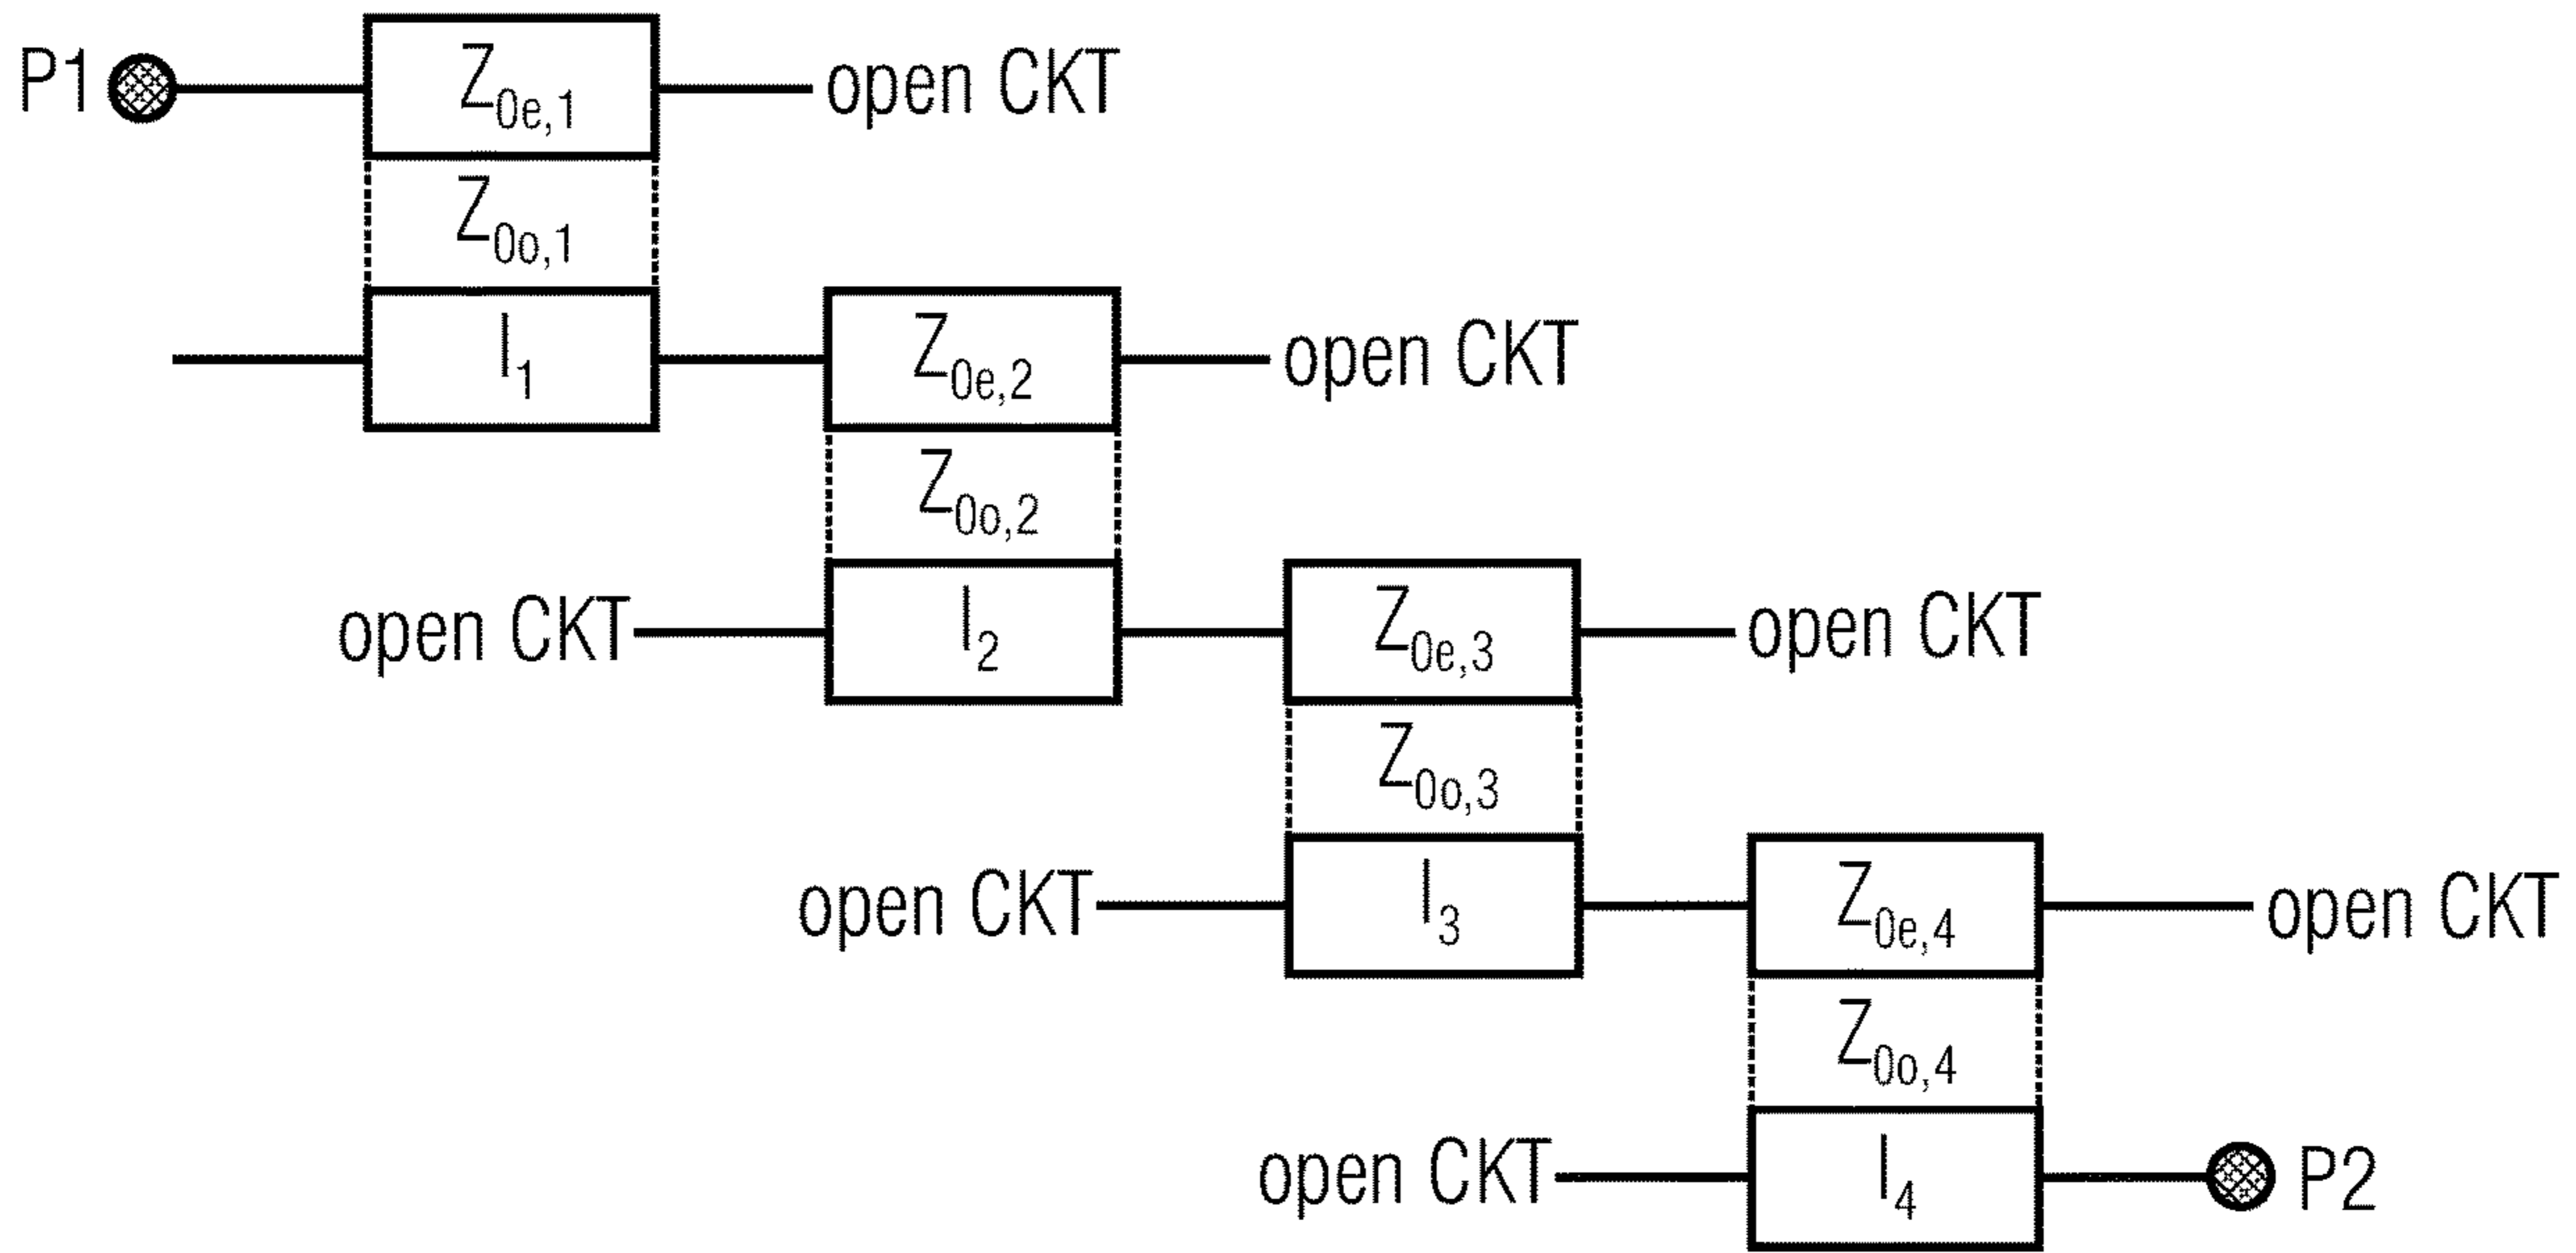 P1 Z0e,1 open CKT
Z0o,1
l1 Z0e,2 open CKT
Z0o,2
open CKT l2 Z0e,3 open CKT
Z0o,3
open CKT l3 Z0e,4 open CKT
Z0o,4
open CKT l4 P2